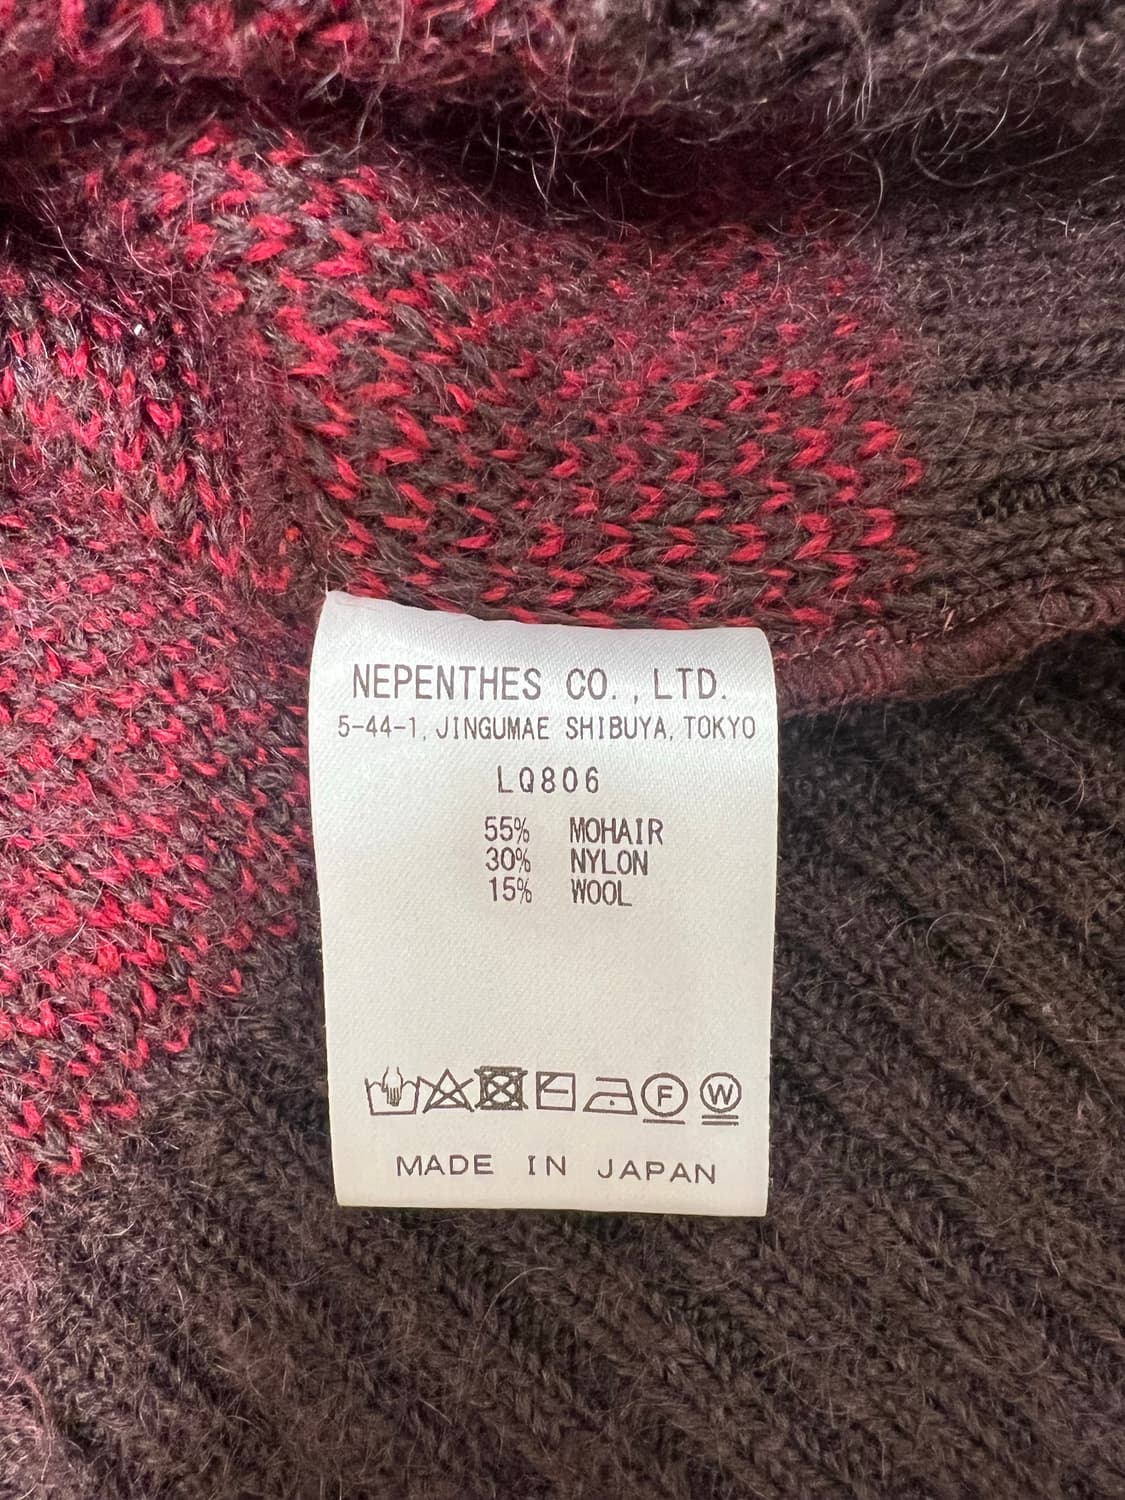 NEPENTHES CO., LTD.
5-44-1, JINGUMAE SHIBUYA, TOKYO
LQ806
55% MOHAIR
30% NYLON
15% WOOL
F W
MADE IN JAPAN